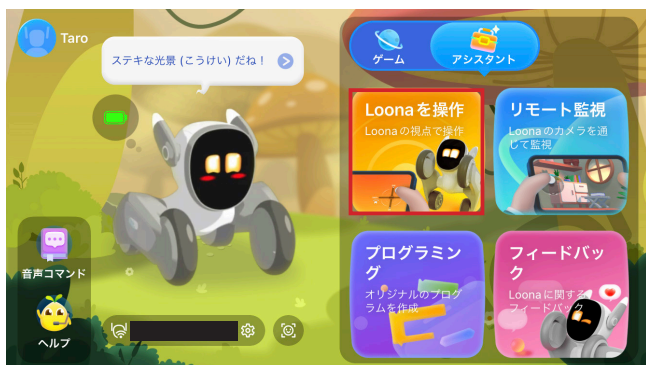 Taro
ステキな光景 (こうけい) だね！
音声コマンド
ヘルプ
ゲーム
アシスタント
Loonaを操作
Loonaの視点で操作
リモート監視
Loonaのカメラを通
じて監視
プログラミン
グ
オリジナルのプログ
ラムを作成
フィードバッ
ク
Loonaに関する
フィードバック